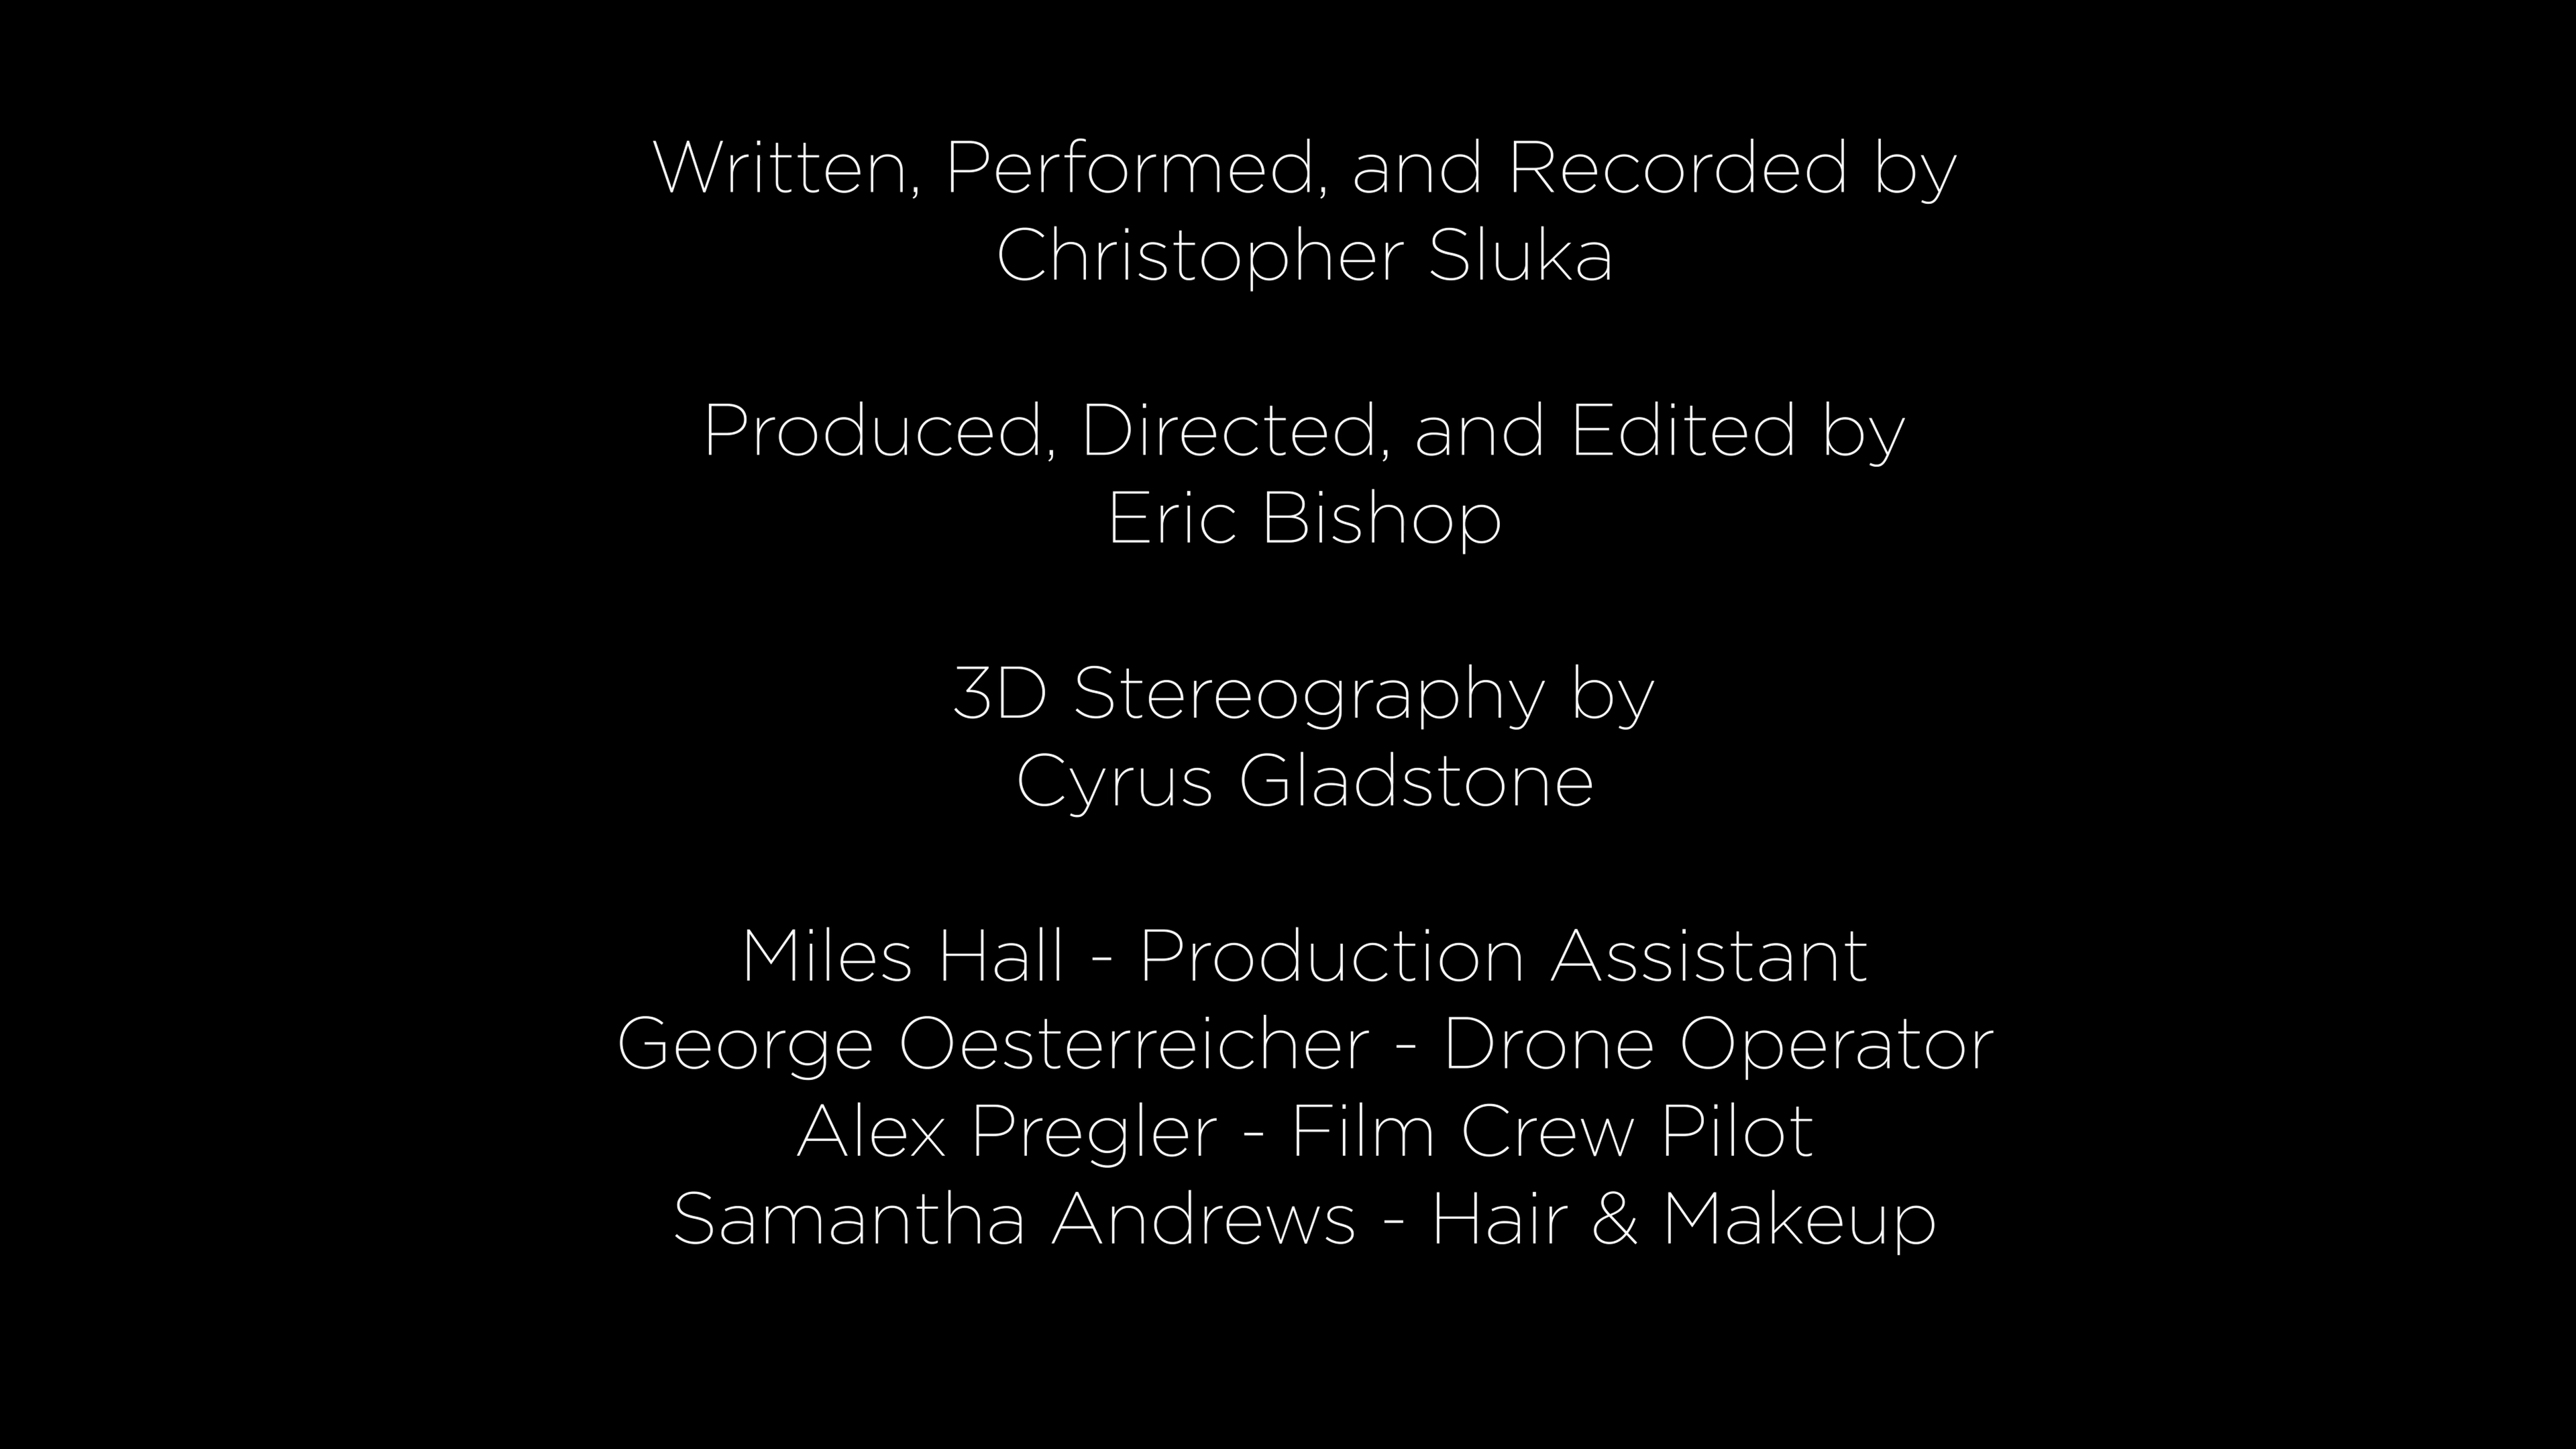 Written, Performed, and Recorded by
Christopher Sluka
Produced, Directed, and Edited by
Eric Bishop
3D Stereography by
Cyrus Gladstone
Miles Hall - Production Assistant
George Oesterreicher - Drone Operator
Alex Pregler - Film Crew Pilot
Samantha Andrews - Hair & Makeup